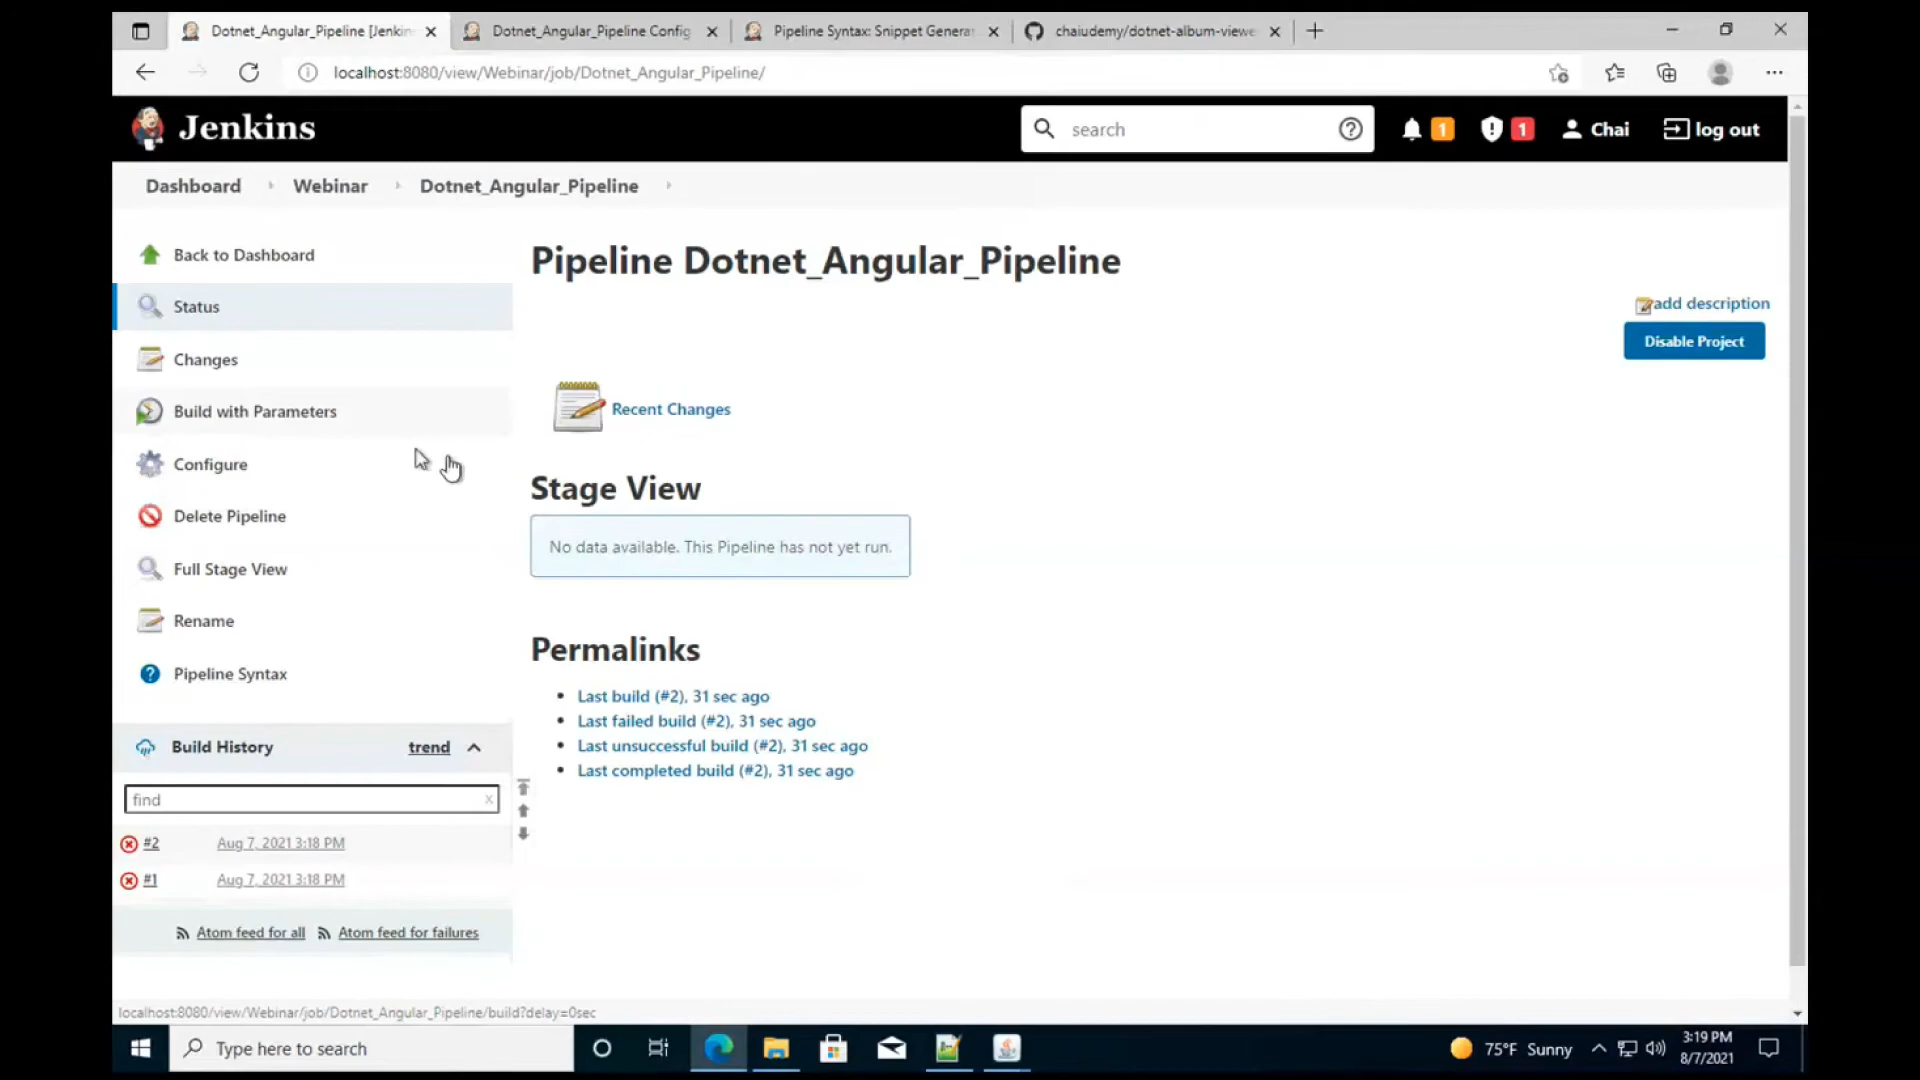 Dotnet_Angular_Pipeline [Jenkin
Dotnet_Angular_Pipeline Config
Pipeline Syntax: Snippet Genera
chaiudemy/dotnet-album-viewe
localhost:8080/view/Webinar/job/Dotnet_Angular_Pipeline/
Jenkins
search
1
1
Chai
log out
Dashboard
Webinar
Dotnet_Angular_Pipeline
Back to Dashboard
Status
Changes
Build with Parameters
Configure
Delete Pipeline
Full Stage View
Rename
Pipeline Syntax
Build History
trend
find
x
#2
Aug 7, 2021 3:18 PM
#1
Aug 7, 2021 3:18 PM
Atom feed for all
Atom feed for failures
Pipeline Dotnet_Angular_Pipeline
add description
Disable Project
Recent Changes
Stage View
No data available. This Pipeline has not yet run.
Permalinks
Last build (#2), 31 sec ago
Last failed build (#2), 31 sec ago
Last unsuccessful build (#2), 31 sec ago
Last completed build (#2), 31 sec ago
localhost:8080/view/Webinar/job/Dotnet_Angular_Pipeline/build?delay=0sec
Type here to search
75°F Sunny
3:19 PM
8/7/2021